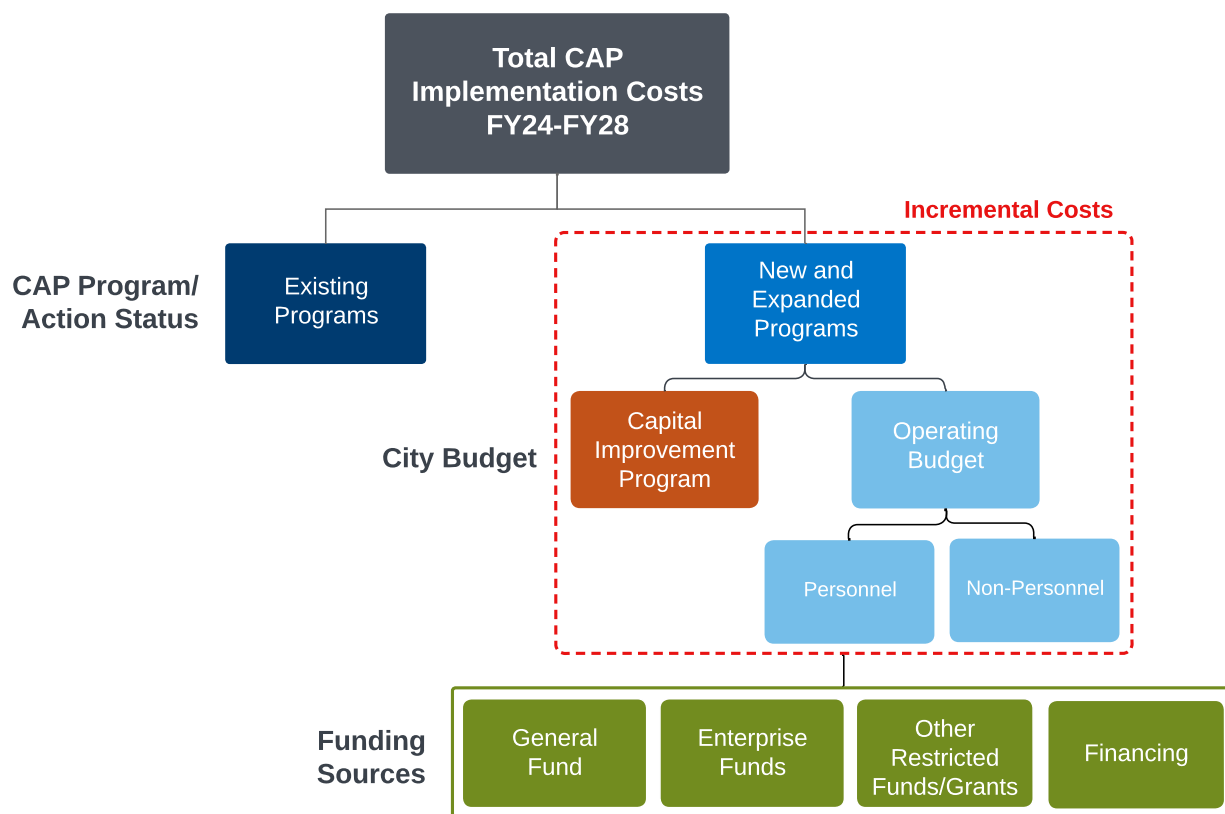 Total CAP
Implementation Costs
FY24-FY28
Incremental Costs
CAP Program/
Action Status
Existing
Programs
New and
Expanded
Programs
City Budget
Capital
Improvement
Program
Operating
Budget
Personnel
Non-Personnel
Funding
Sources
General
Fund
Enterprise
Funds
Other
Restricted
Funds/Grants
Financing